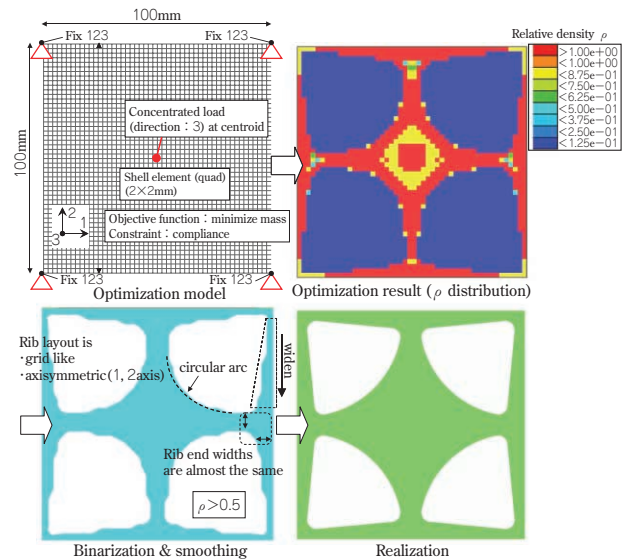 100mm
Fix 123
Fix 123
100mm
Concentrated load
(direction：3) at centroid
Shell element (quad)
(2×2mm)
Objective function：minimize mass
Constraint：compliance
2
1
3
Fix 123
Fix 123
Optimization model
Relative density ρ
>1.00e+00
<1.00e+00
<8.75e-01
<7.50e-01
<6.25e-01
<5.00e-01
<3.75e-01
<2.50e-01
<1.25e-01
Optimization result (ρ distribution)
Rib layout is
・grid like
・axisymmetric(1, 2axis)
circular arc
widen
Rib end widths
are almost the same
ρ>0.5
Binarization & smoothing
Realization